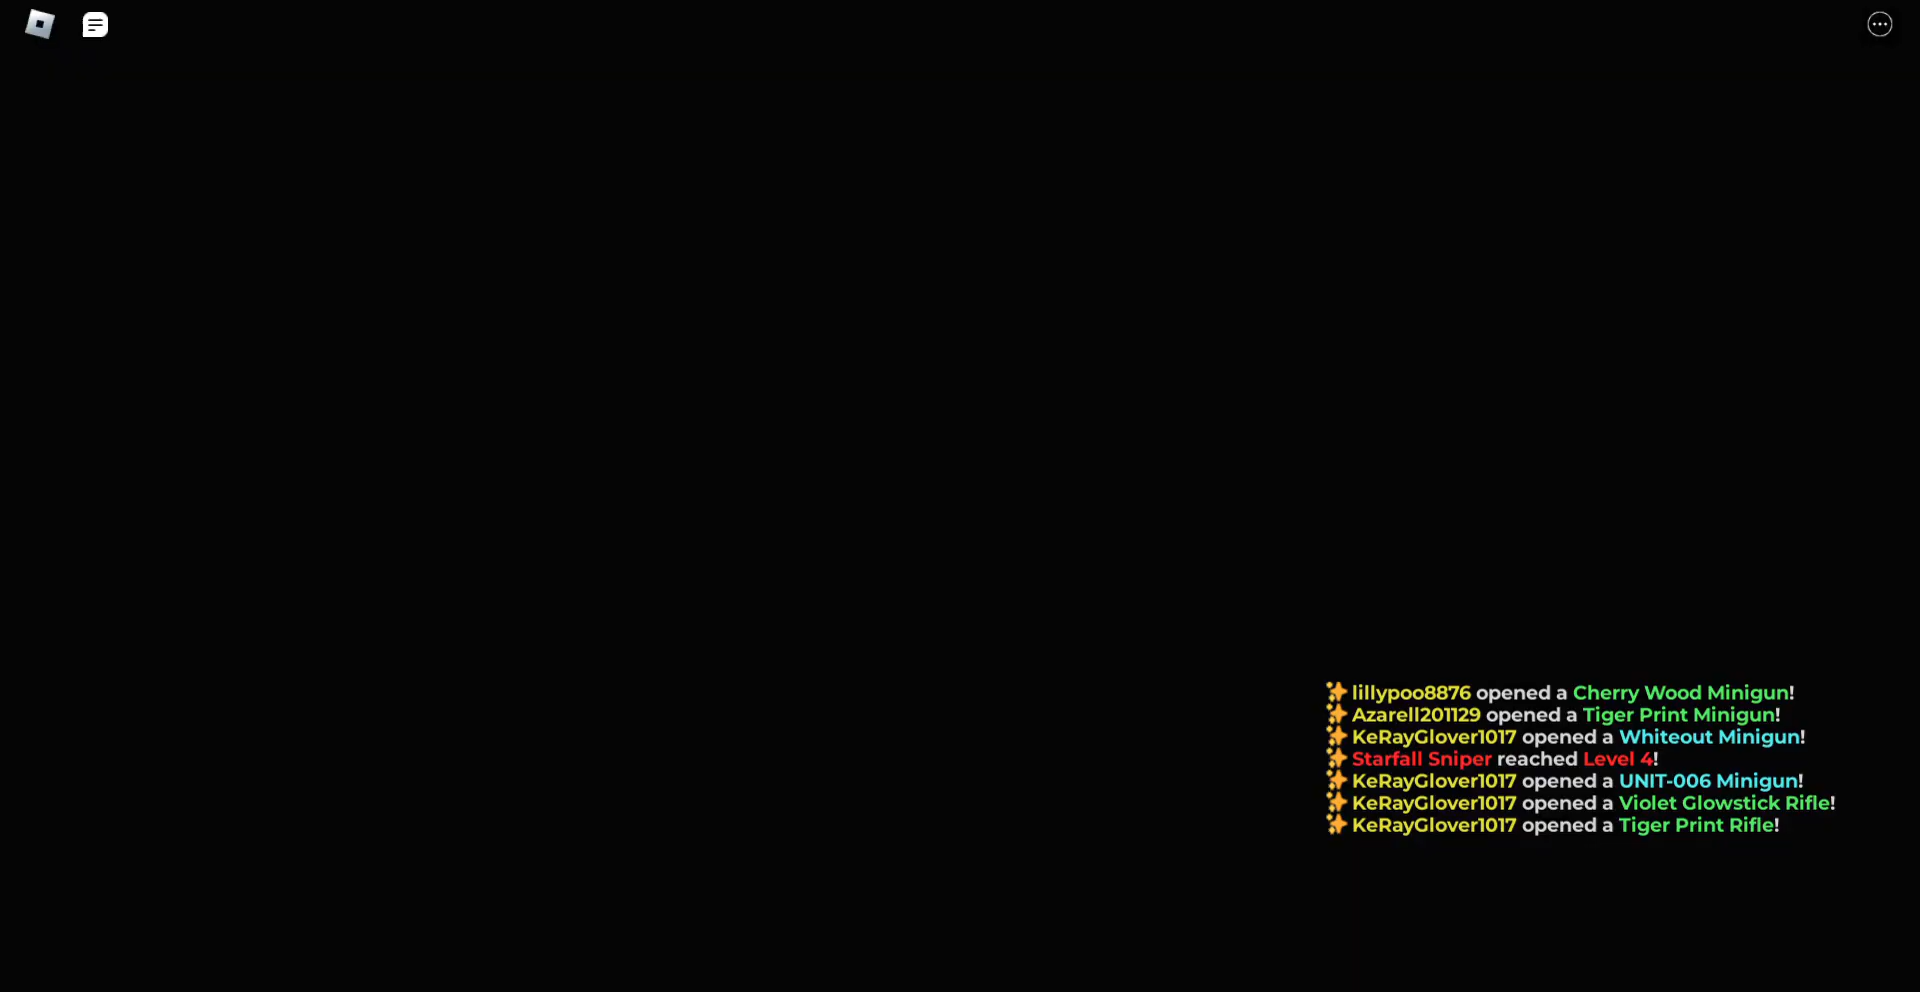 ✨lillypoo8876 opened a Cherry Wood Minigun!
✨Azarell201129 opened a Tiger Print Minigun!
✨KeRayGlover1017 opened a Whiteout Minigun!
✨Starfall Sniper reached Level 4!
✨KeRayGlover1017 opened a UNIT-006 Minigun!
✨KeRayGlover1017 opened a Violet Glowstick Rifle!
✨KeRayGlover1017 opened a Tiger Print Rifle!